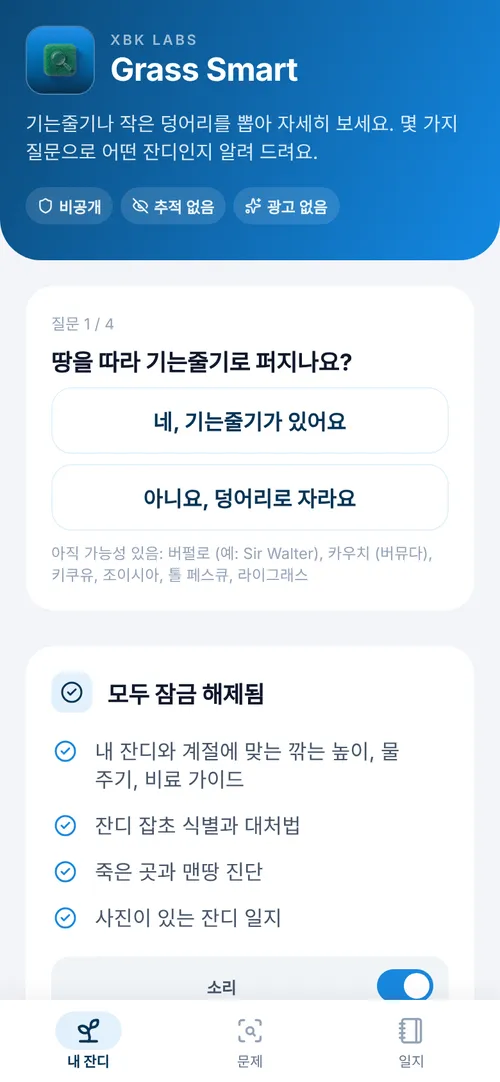 XBK LABS
Grass Smart
기는줄기나 작은 덩어리를 뽑아 자세히 보세요. 몇 가지
질문으로 어떤 잔디인지 알려 드려요.
비공개
추적 없음
광고 없음
질문 1 / 4
땅을 따라 기는줄기로 퍼지나요?
네, 기는줄기가 있어요
아니요, 덩어리로 자라요
아직 가능성 있음: 버펄로 (예: Sir Walter), 카우치 (버뮤다),
키쿠유, 조이시아, 톨 페스큐, 라이그래스
모두 잠금 해제됨
내 잔디와 계절에 맞는 깎는 높이, 물
주기, 비료 가이드
잔디 잡초 식별과 대처법
죽은 곳과 맨땅 진단
사진이 있는 잔디 일지
소리
내 잔디
문제
일지